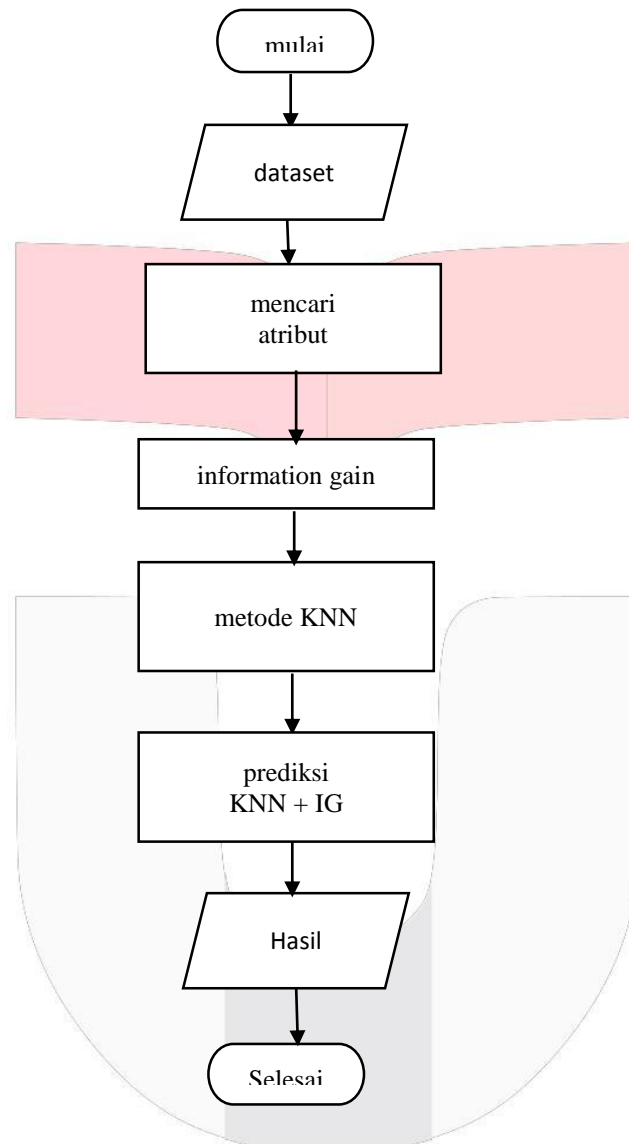 mulai
dataset
mencari
atribut
information gain
metode KNN
prediksi
KNN + IG
Hasil
Selesai